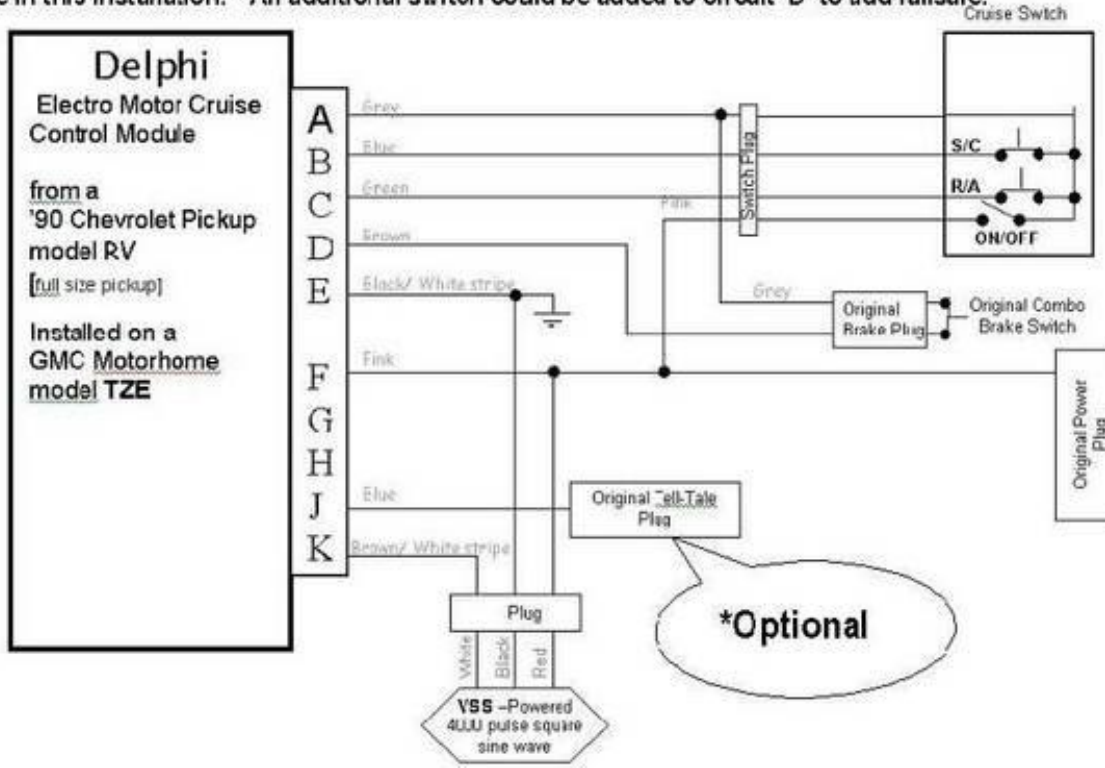 in this installation. An additional switch could be added to circuit "D" to add failsafe.
Cruise Swtch
Delphi
Electro Motor Cruise
Control Module
from a
'90 Chevrolet Pickup
model RV
[full size pickup]
Installed on a
GMC Motorhome
model TZE
A
B
C
D
E
F
G
H
J
K
Grey
Blue
Green
Pink
Brown
Black/ White stripe
Grey
Pink
Blue
Brown/ White stripe
Switch Plug
S/C
R/A
ON/OFF
Original
Brake Plug
Original Combo
Brake Switch
Original Power
Plug
Original Tell-Tale
Plug
*Optional
Plug
White
Black
Red
VSS –Powered
pulse square
sine wave